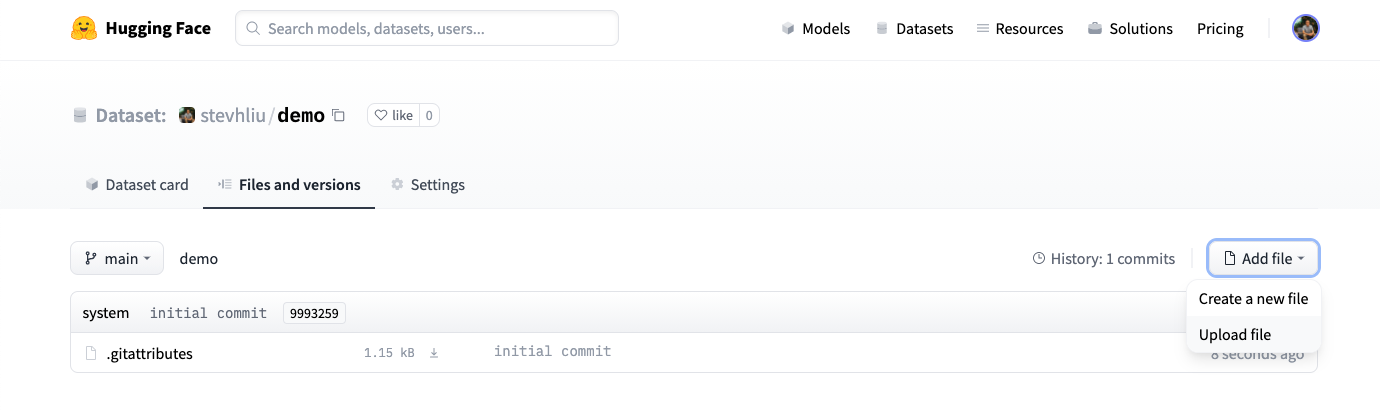 Hugging Face Search models, datasets, users... Models Datasets Resources Solutions Pricing
Dataset: stevhliu/demo like 0
Dataset card Files and versions Settings
main demo History: 1 commits Add file
Create a new file
system initial commit 9993259
Upload file
.gitattributes 1.15 kB initial commit 8 seconds ago